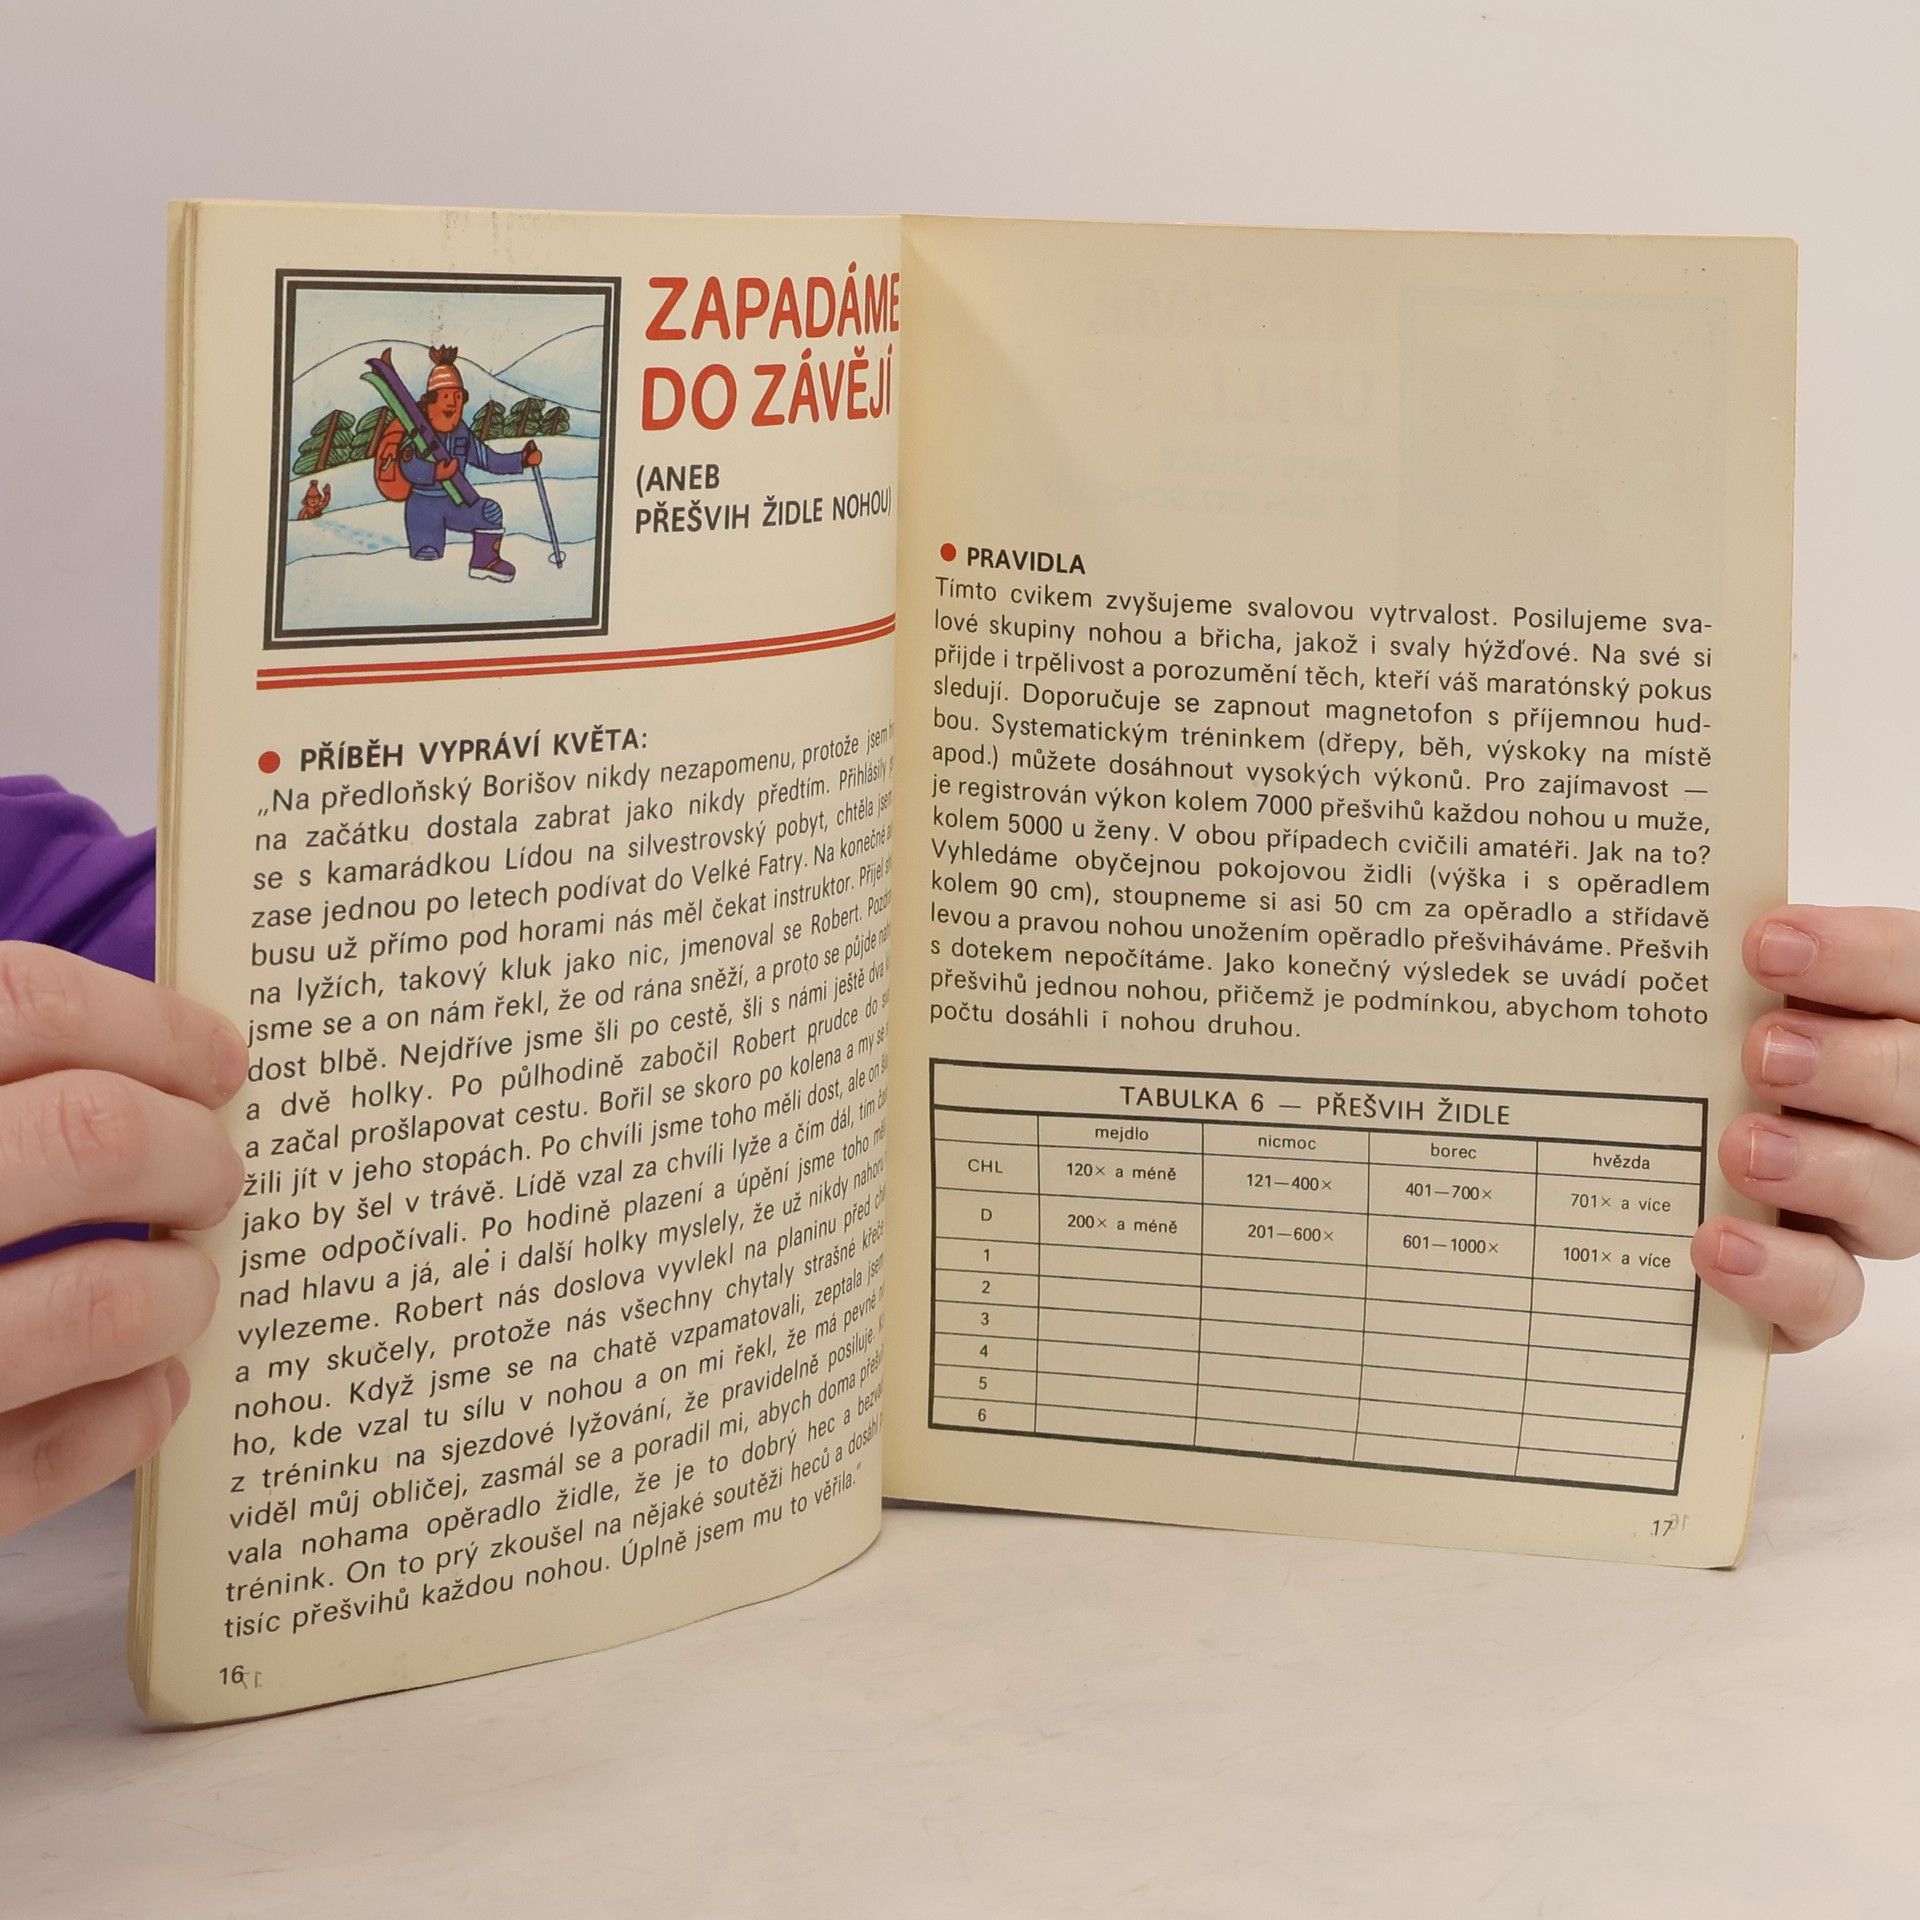 ZAPADÁME
DO ZÁVĚJÍ
(ANEB
PŘEŠVIH ŽIDLE NOHOU)
● PŘÍBĚH VYPRÁVÍ KVĚTA:
„Na předloňský Borišov nikdy nezapomenu, protože jsem
na začátku dostala zabrat jako nikdy předtím. Přihlásily
se s kamarádkou Lídou na silvestrovský pobyt, chtěla jsem
zase jednou po letech podívat do Velké Fatry. Na konečné
busu už přímo pod horami nás měl čekat instruktor. Přijel
na lyžích, takový kluk jako nic, jmenoval se Robert.
jsme se a on nám řekl, že od rána sněží, a proto se půjde
dost blbě. Nejdříve jsme šli po cestě, šli s námi ještě dva
a dvě holky. Po půlhodině zabočil Robert prudce do
a začal prošlapovat cestu. Bořil se skoro po kolena a my se
žili jít v jeho stopách. Po chvíli jsme toho měli dost, ale on
jako by šel v trávě. Lídě vzal za chvíli lyže a čím dál, tím
jsme odpočívali. Po hodině plazení a úpění jsme toho
nad hlavu a já, ale i další holky myslely, že už nikdy nahoru
vylezeme. Robert nás doslova vyvlekl na planinu před
a my skučely, protože nás všechny chytaly strašné křeče
nohou. Když jsme se na chatě vzpamatovali, zeptala jsem
ho, kde vzal tu sílu v nohou a on mi řekl, že má pevné
z tréninku na sjezdové lyžování, že pravidelně posiluje.
viděl můj obličej, zasmál se a poradil mi, abych doma
vala nohama opěradlo židle, že je to dobrý hec a
trénink. On to prý zkoušel na nějaké soutěži heců a dosáhl
tisíc přešvihů každou nohou. Úplně jsem mu to věřila.“
16
● PRAVIDLA
Tímto cvikem zvyšujeme svalovou vytrvalost. Posilujeme sva-
lové skupiny nohou a břicha, jakož i svaly hýžďové. Na své si
přijde i trpělivost a porozumění těch, kteří váš maratónský pokus
sledují. Doporučuje se zapnout magnetofon s příjemnou hud-
bou. Systematickým tréninkem (dřepy, běh, výskoky na místě
apod.) můžete dosáhnout vysokých výkonů. Pro zajímavost —
je registrován výkon kolem 7000 přešvihů každou nohou u muže,
kolem 5000 u ženy. V obou případech cvičili amatéři. Jak na to?
Vyhledáme obyčejnou pokojovou židli (výška i s opěradlem
kolem 90 cm), stoupneme si asi 50 cm za opěradlo a střídavě
levou a pravou nohou unožením opěradlo přešviháváme. Přešvih
s dotekem nepočítáme. Jako konečný výsledek se uvádí počet
přešvihů jednou nohou, přičemž je podmínkou, abychom tohoto
počtu dosáhli i nohou druhou.
TABULKA 6 — PŘEŠVIH ŽIDLE
mejdlo nicmoc borec hvězda
CHL 120× a méně 121—400× 401—700× 701× a více
D 200× a méně 201—600× 601—1000× 1001× a více
1
2
3
4
5
6
17